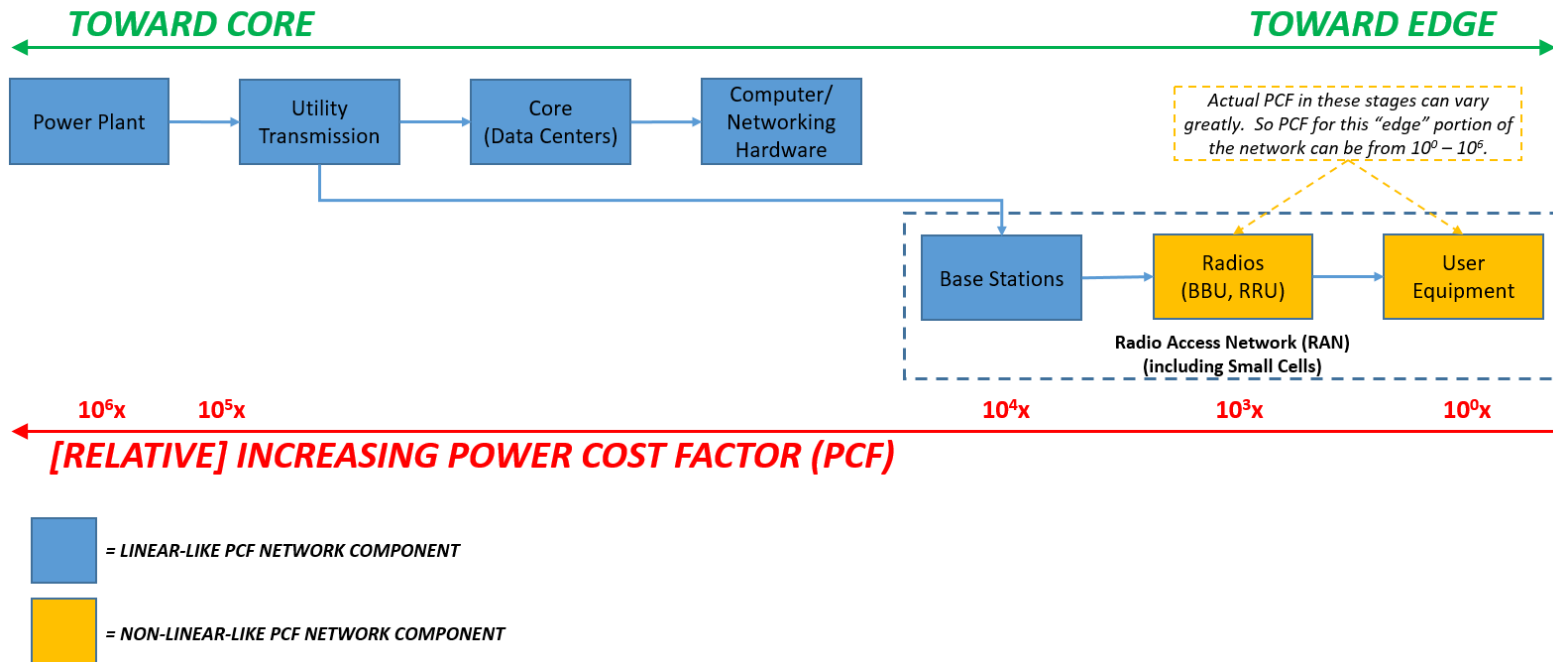 TOWARD CORE
TOWARD EDGE
Power Plant
Utility
Transmission
Core
(Data Centers)
Computer/
Networking
Hardware
Actual PCF in these stages can vary
greatly.  So PCF for this “edge” portion of
the network can be from 10⁰ – 10⁶.
Base Stations
Radios
(BBU, RRU)
User
Equipment
Radio Access Network (RAN)
(including Small Cells)
10⁶x
10⁵x
10⁴x
10³x
10⁰x
[RELATIVE] INCREASING POWER COST FACTOR (PCF)
= LINEAR-LIKE PCF NETWORK COMPONENT
= NON-LINEAR-LIKE PCF NETWORK COMPONENT